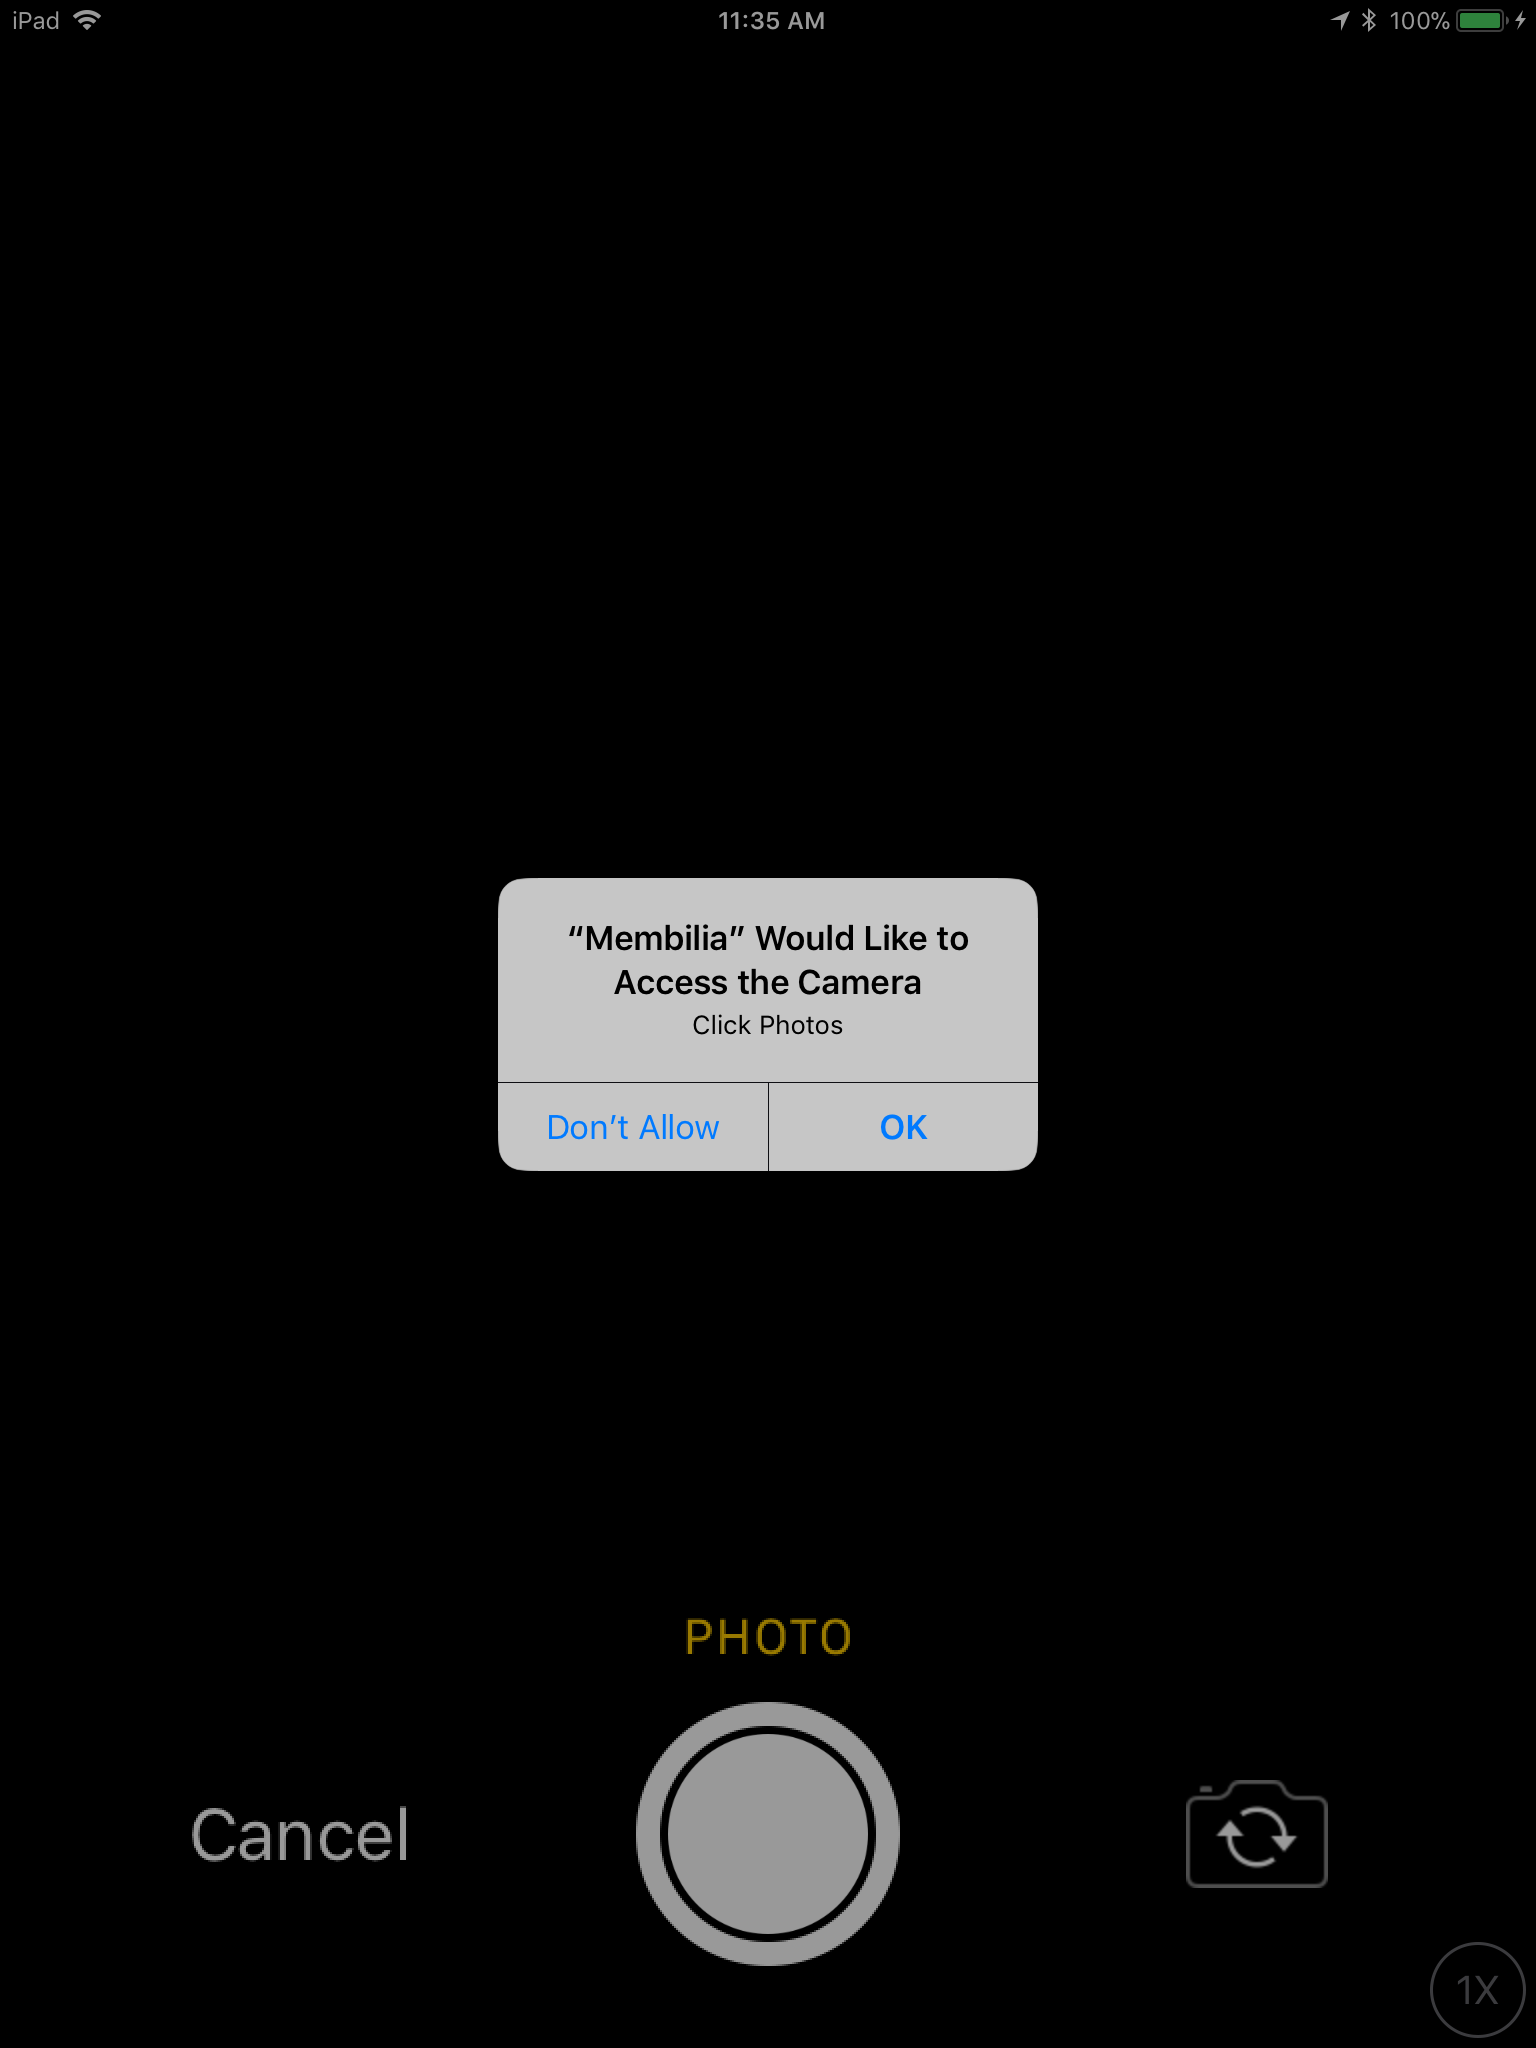 iPad 11:35 AM 100%
“Membilia” Would Like to
Access the Camera
Click Photos
Don’t Allow OK
PHOTO
Cancel
1X